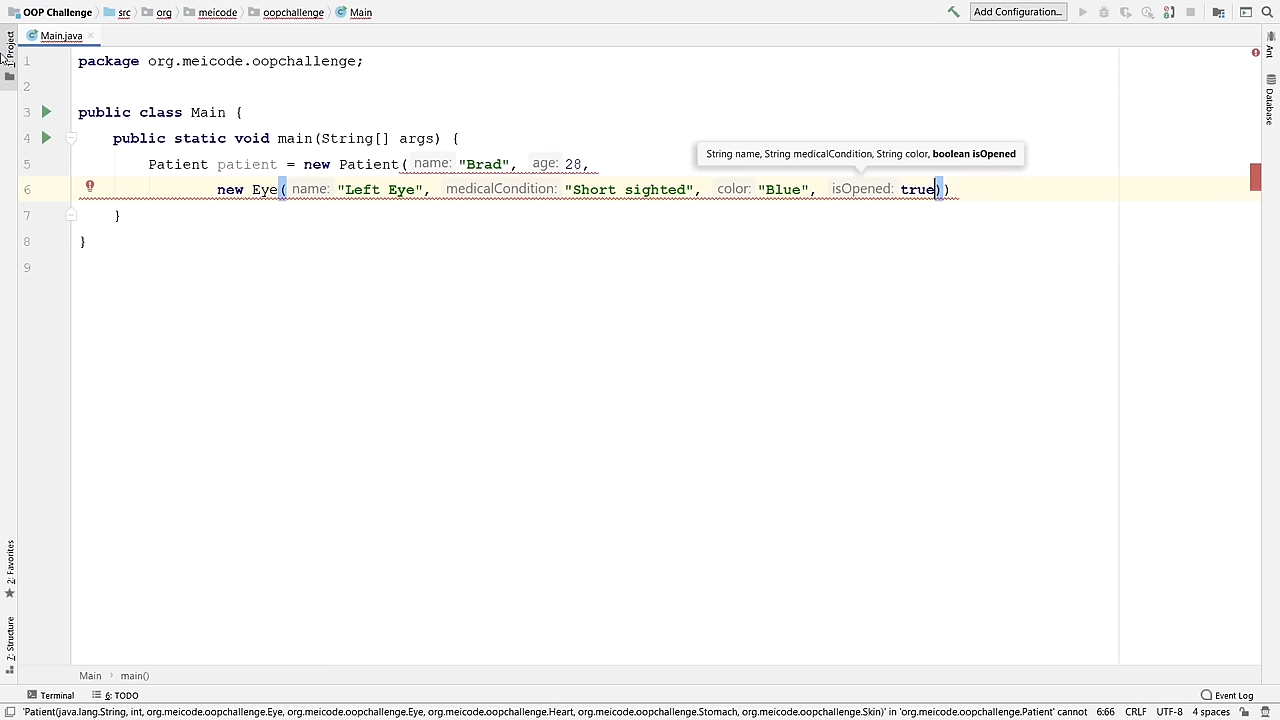 OOP Challenge src org meicode oopchallenge Main
Add Configuration...
Main.java
1: Project
Ant
Database
1 package org.meicode.oopchallenge;
2
3 public class Main {
4 public static void main(String[] args) {
String name, String medicalCondition, String color, boolean isOpened
5 Patient patient = new Patient( name: "Brad", age: 28,
6 new Eye( name: "Left Eye", medicalCondition: "Short sighted", color: "Blue", isOpened: true))
7 }
8 }
9
2: Favorites
7: Structure
Main main()
Terminal 6: TODO Event Log
'Patient(java.lang.String, int, org.meicode.oopchallenge.Eye, org.meicode.oopchallenge.Eye, org.meicode.oopchallenge.Heart, org.meicode.oopchallenge.Stomach, org.meicode.oopchallenge.Skin)' in 'org.meicode.oopchallenge.Patient' cannot 6:66 CRLF UTF-8 4 spaces